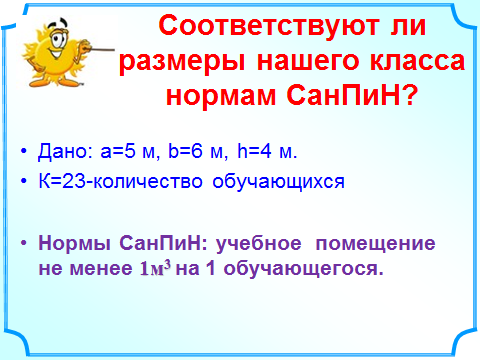 Соответствуют ли
размеры нашего класса
нормам СанПиН?
• Дано: a=5 м, b=6 м, h=4 м.
• К=23-количество обучающихся
• Нормы СанПиН: учебное помещение
не менее 1м³ на 1 обучающегося.